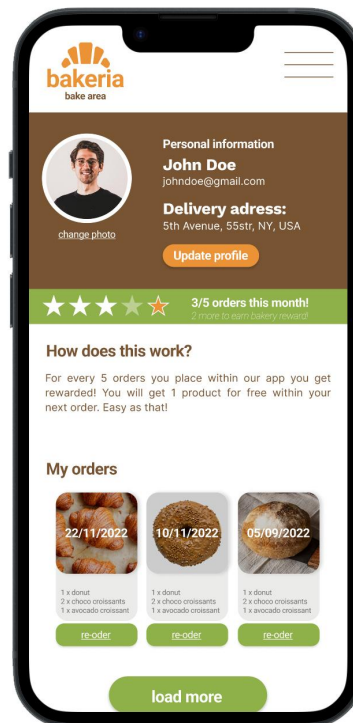 bakeria
bake area
Personal information
John Doe
johndoe@gmail.com
Delivery adress:
5th Avenue, 55str, NY, USA
change photo
Update profile
3/5 orders this month!
2 more to earn bakery reward!
How does this work?
For every 5 orders you place within our app you get
rewarded! You will get 1 product for free within your
next order. Easy as that!
My orders
22/11/2022
10/11/2022
05/09/2022
1 x donut
2 x choco croissants
1 x avocado croissant
1 x donut
2 x choco croissants
1 x avocado croissant
1 x donut
2 x choco croissants
1 x avocado croissant
re-oder
re-oder
re-oder
load more